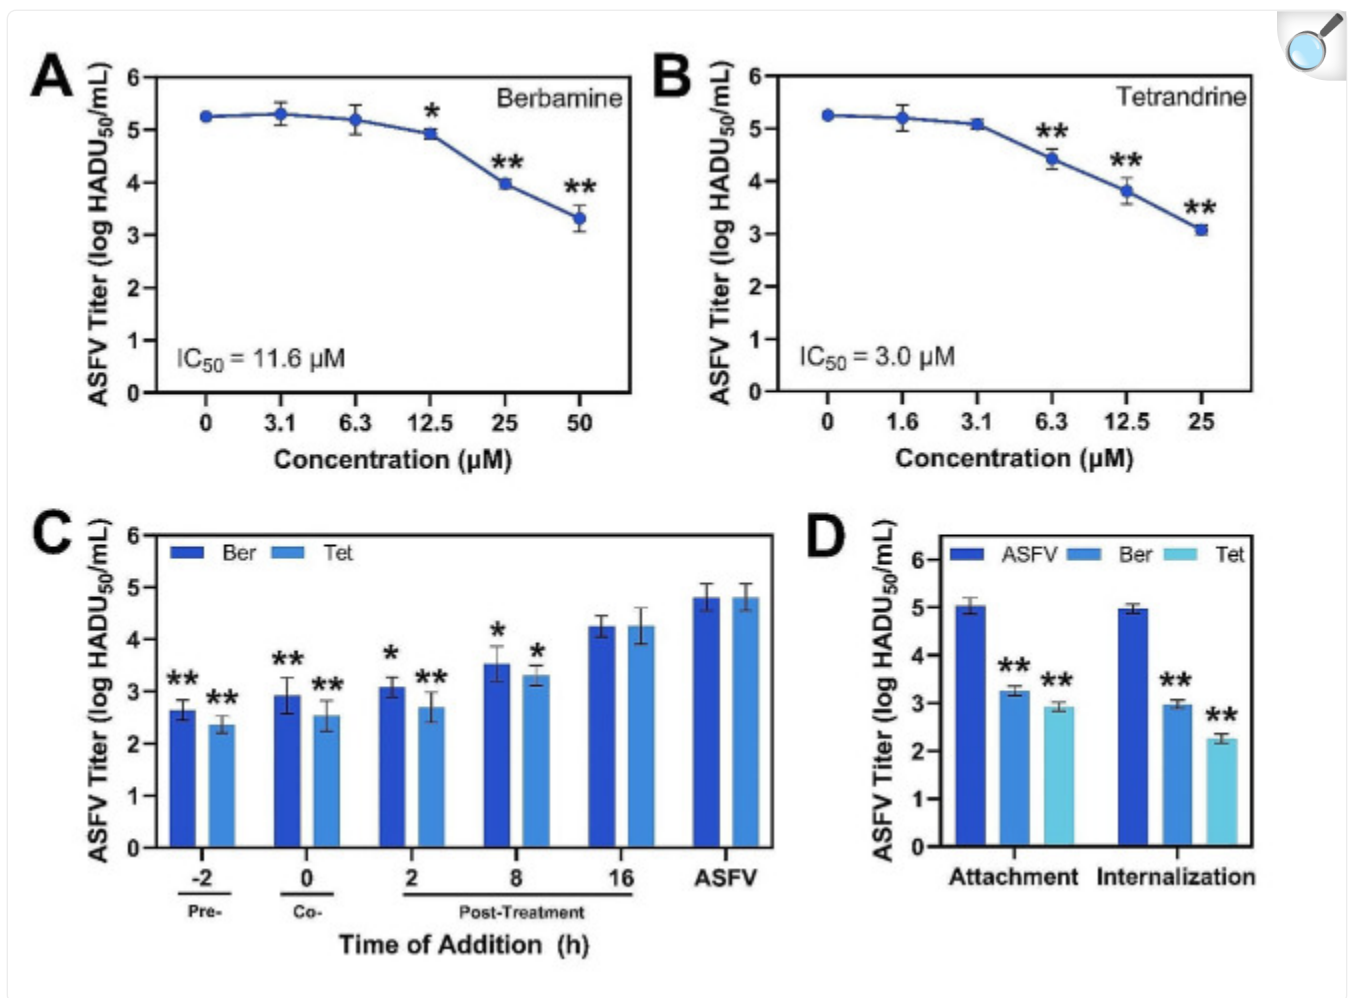 A
Berbamine
ASFV Titer (log HADU50/mL)
6
5
4
3
2
1
0
*
**
**
IC50 = 11.6 µM
0 3.1 6.3 12.5 25 50
Concentration (µM)
B
Tetrandrine
ASFV Titer (log HADU50/mL)
6
5
4
3
2
1
0
**
**
**
IC50 = 3.0 µM
0 1.6 3.1 6.3 12.5 25
Concentration (µM)
C
Ber Tet
ASFV Titer (log HADU50/mL)
6
5
4
3
2
1
0
** ** ** ** * ** * *
-2 0 2 8 16 ASFV
Pre- Co- Post-Treatment
Time of Addition (h)
D
ASFV Ber Tet
ASFV Titer (log HADU50/mL)
6
5
4
3
2
1
0
** ** ** **
Attachment Internalization